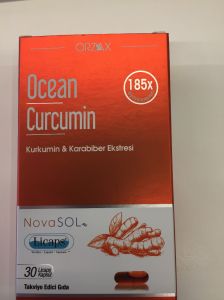 ORZAX
Ocean
185x
Curcumin
Kurkumin & Karabiber Ekstresi
NovaSOL
Licaps
30
Takviye Edici Gıda